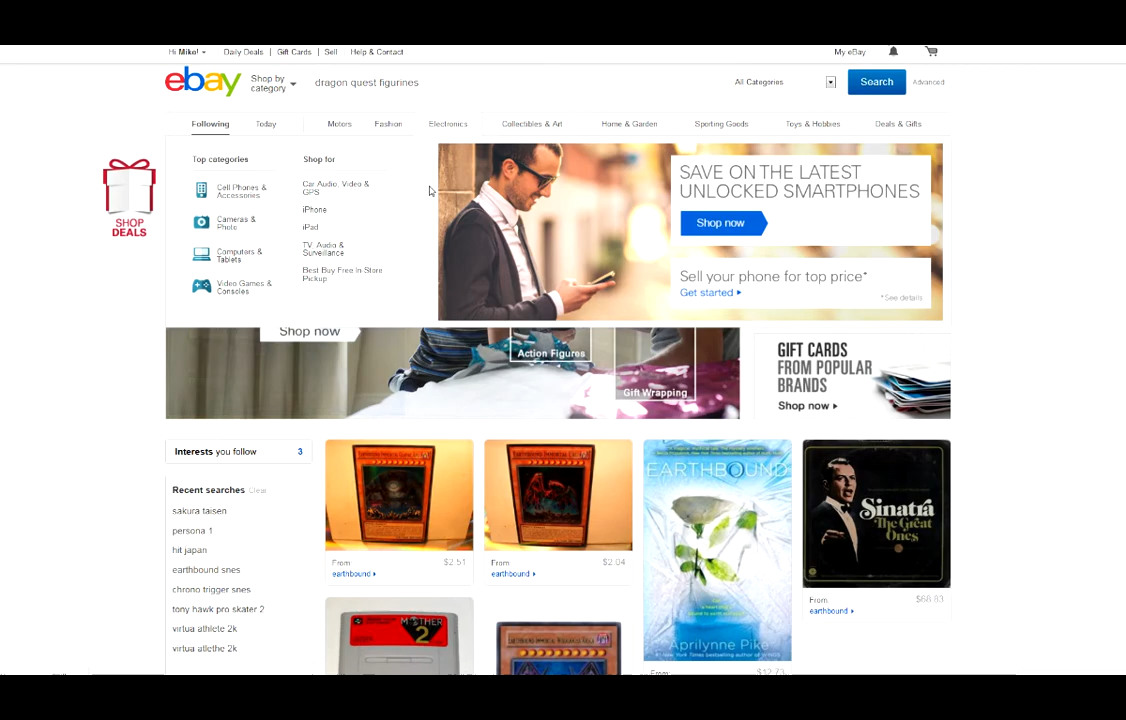 Hi Mike!
Daily Deals | Gift Cards | Sell | Help & Contact
My eBay
ebay
Shop by
category
dragon quest figurines
All Categories
Search
Advanced
Following
Today
Motors
Fashion
Electronics
Collectibles & Art
Home & Garden
Sporting Goods
Toys & Hobbies
Deals & Gifts
SHOP
DEALS
Top categories
Cell Phones &
Accessories
Cameras &
Photo
Computers &
Tablets
Video Games &
Consoles
Shop for
Car Audio, Video &
GPS
iPhone
iPad
TV, Audio &
Surveillance
Best Buy Free In-Store
Pickup
SAVE ON THE LATEST
UNLOCKED SMARTPHONES
Shop now
Sell your phone for top price*
Get started
*See details
Shop now
Action Figures
Gift Wrapping
GIFT CARDS
FROM POPULAR
BRANDS
Shop now
Interests you follow 3
Recent searches Clear
sakura taisen
persona 1
hit japan
earthbound snes
chrono trigger snes
tony hawk pro skater 2
virtua athlete 2k
virtua atlethe 2k
From: $2.51
earthbound
From: $2.04
earthbound
EARTHBOUND
Aprilynne Pike
From: $12.73
Sinatra
The Great
Ones
From: $68.83
earthbound
MOTHER
2